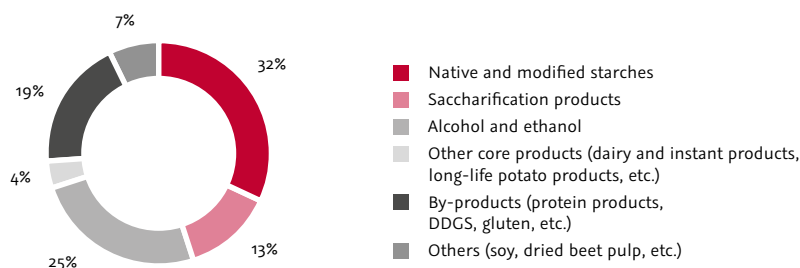 7%
32%
19%
4%
25%
13%
Native and modified starches
Saccharification products
Alcohol and ethanol
Other core products (dairy and instant products,
long-life potato products, etc.)
By-products (protein products,
DDGS, gluten, etc.)
Others (soy, dried beet pulp, etc.)